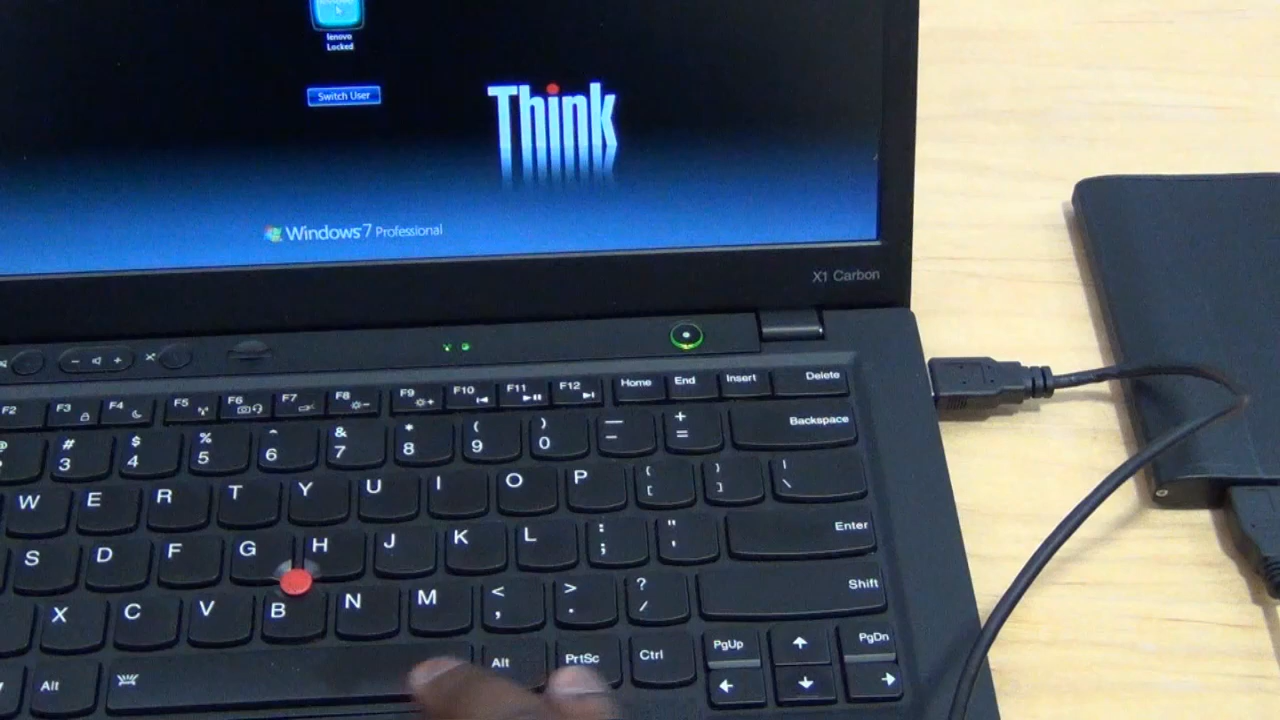 lenovo
Locked
Switch User
Think
Windows 7 Professional
X1 Carbon
- +
F2 F3 F4 F5 F6 F7 F8 F9 F10 F11 F12 Home End Insert Delete
# 3 $ 4 % 5 ^ 6 & 7 * 8 ( 9 ) 0 — - + = Backspace
W E R T Y U I O P { [ } ] | \
S D F G H J K L : ; " ' Enter
X C V B N M < , > . ? / Shift
Alt Alt PrtSc Ctrl PgUp PgDn